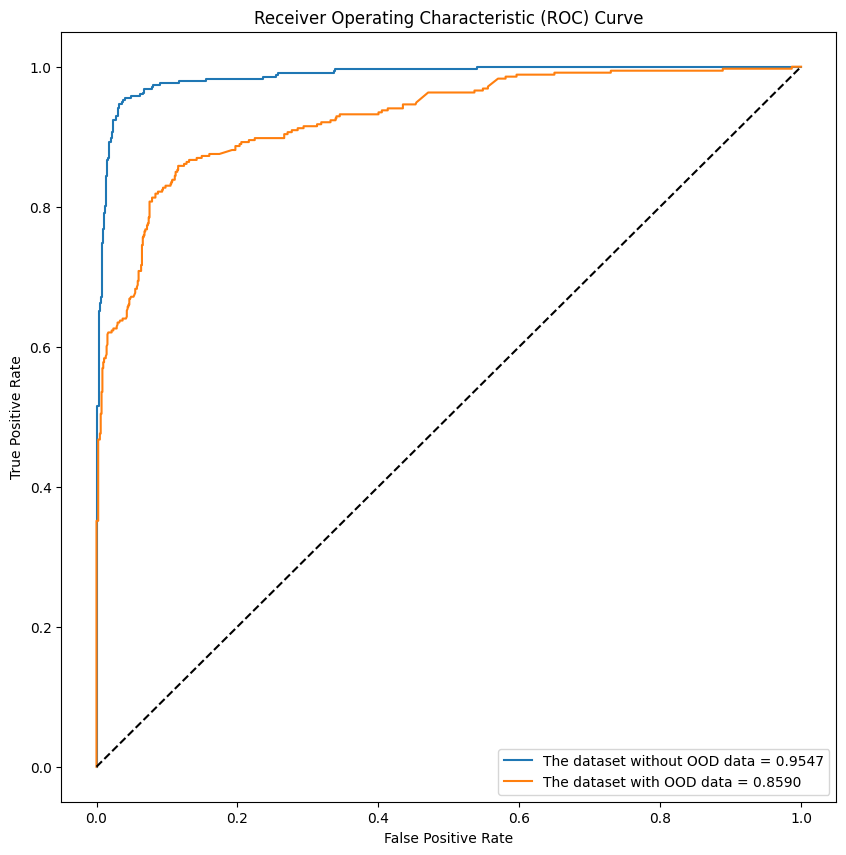 Receiver Operating Characteristic (ROC) Curve
True Positive Rate
1.0
0.8
0.6
0.4
0.2
0.0
The dataset without OOD data = 0.9547
The dataset with OOD data = 0.8590
0.0 0.2 0.4 0.6 0.8 1.0
False Positive Rate